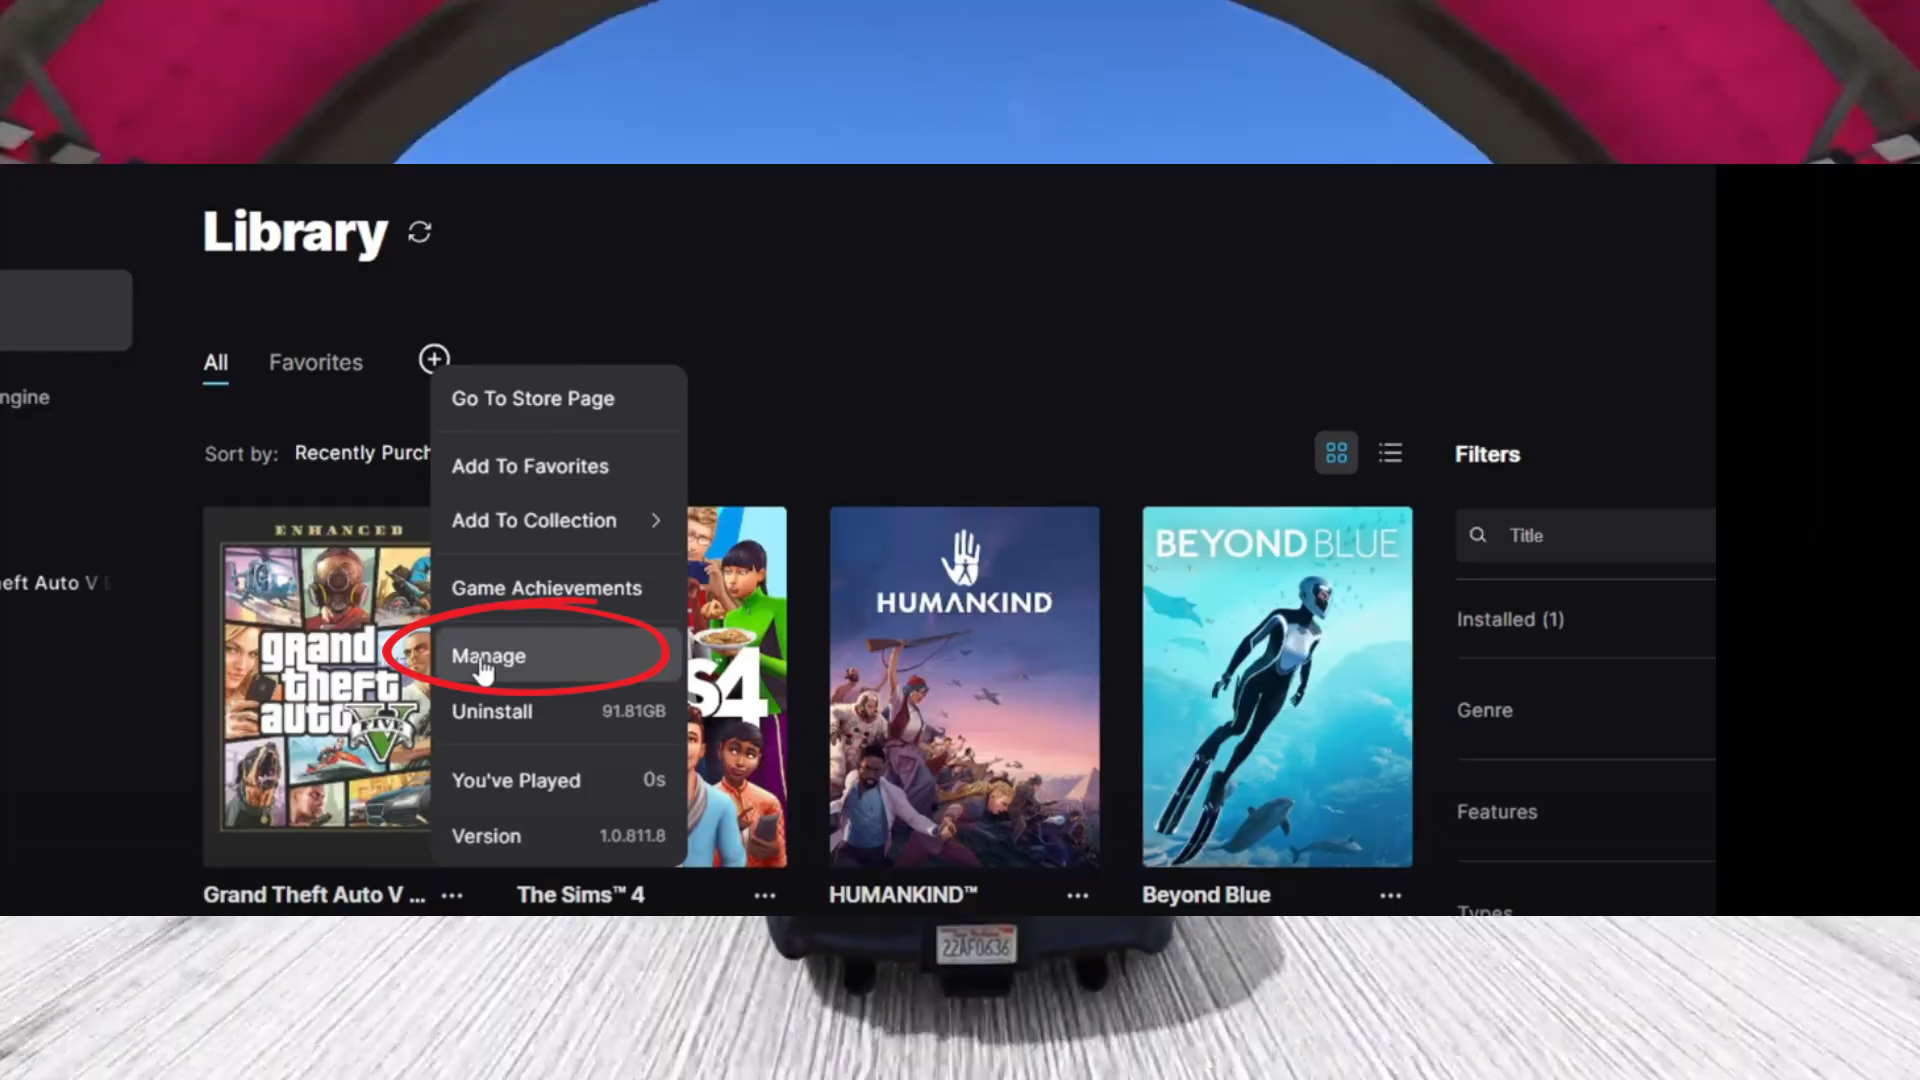 Library
All
Favorites
ngine
Go To Store Page
Sort by: Recently Purch
Add To Favorites
Filters
Add To Collection
ENHANCED
grand
theft
auto
FIVE
V
S4
HUMANKIND
BEYOND BLUE
Title
eft Auto V
Game Achievements
Installed (1)
Manage
Uninstall 91.81GB
Genre
You've Played 0s
Features
Version 1.0.811.8
Grand Theft Auto V ... ...
The Sims™ 4 ...
HUMANKIND™ ...
Beyond Blue ...
Types
22AF0636